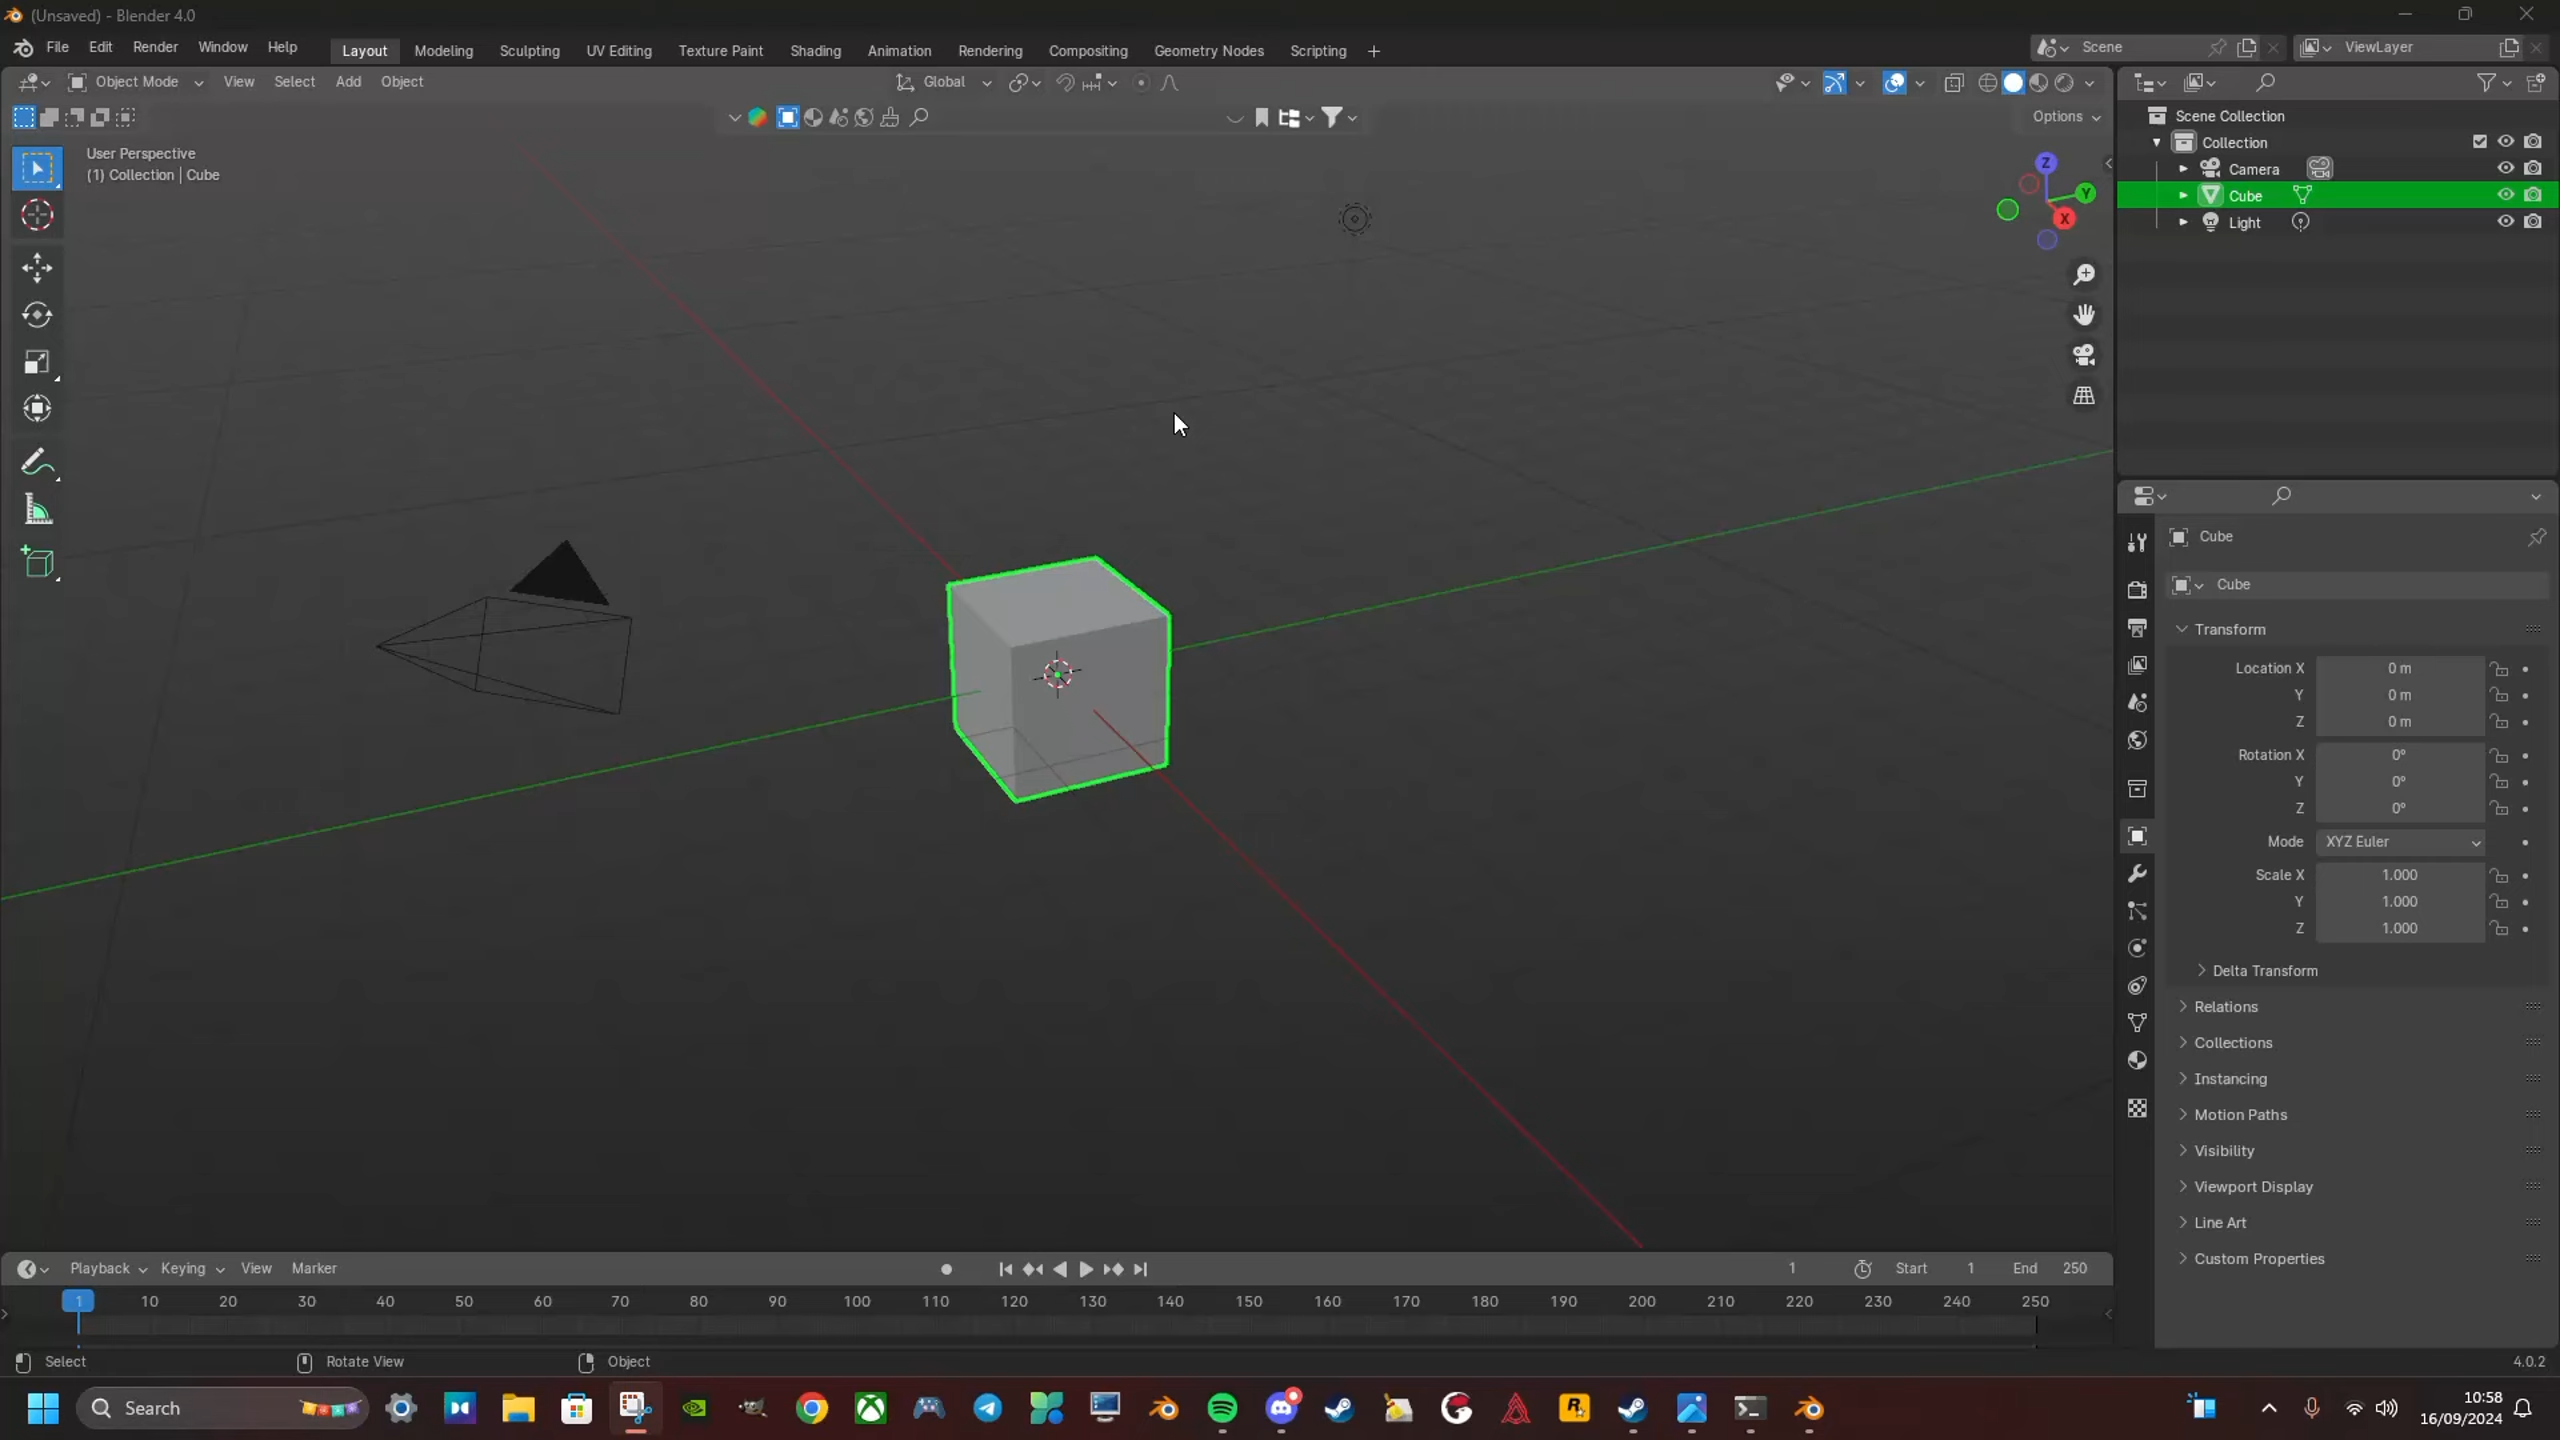 (Unsaved) - Blender 4.0
File Edit Render Window Help Layout Modeling Sculpting UV Editing Texture Paint Shading Animation Rendering Compositing Geometry Nodes Scripting + Scene ViewLayer
Object Mode View Select Add Object Global
Options
User Perspective
(1) Collection | Cube
Z
Y
X
Scene Collection
Collection
Camera
Cube
Light
Cube
Cube
Transform
Location X 0 m
Y 0 m
Z 0 m
Rotation X 0°
Y 0°
Z 0°
Mode XYZ Euler
Scale X 1.000
Y 1.000
Z 1.000
Delta Transform
Relations
Collections
Instancing
Motion Paths
Visibility
Viewport Display
Line Art
Custom Properties
Playback Keying View Marker 1 Start 1 End 250
1 10 20 30 40 50 60 70 80 90 100 110 120 130 140 150 160 170 180 190 200 210 220 230 240 250
Select Rotate View Object 4.0.2
Search
10:58
16/09/2024